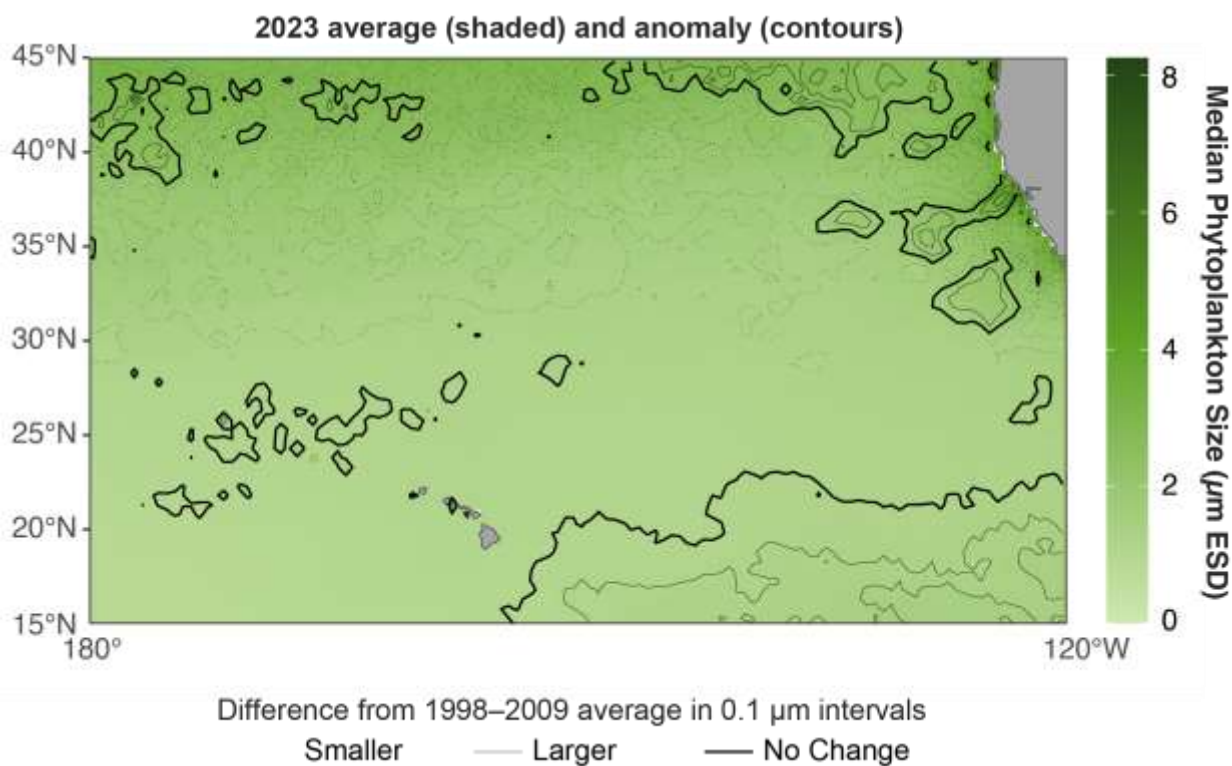 2023 average (shaded) and anomaly (contours)
45°N
40°N
35°N
30°N
25°N
20°N
15°N
180°
120°W
8
6
4
2
0
Median Phytoplankton Size (μm ESD)
Difference from 1998–2009 average in 0.1 μm intervals
Smaller Larger No Change